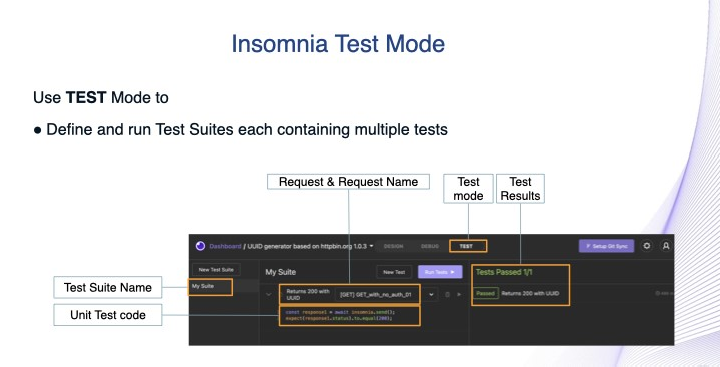 Insomnia Test Mode
Use TEST Mode to
● Define and run Test Suites each containing multiple tests
Request & Request Name
Test mode
Test Results
Test Suite Name
Unit Test code
Dashboard / UUID generator based on httpbin.org 1.0.3
DESIGN
DEBUG
TEST
Setup Git Sync
New Test Suite
My Suite
My Suite
New Test
Run Tests
Tests Passed 1/1
Returns 200 with UUID
[GET] GET_with_no_auth_01
Passed
Returns 200 with UUID
const response1 = await insomnia.send();
expect(response1.status).to.equal(200);